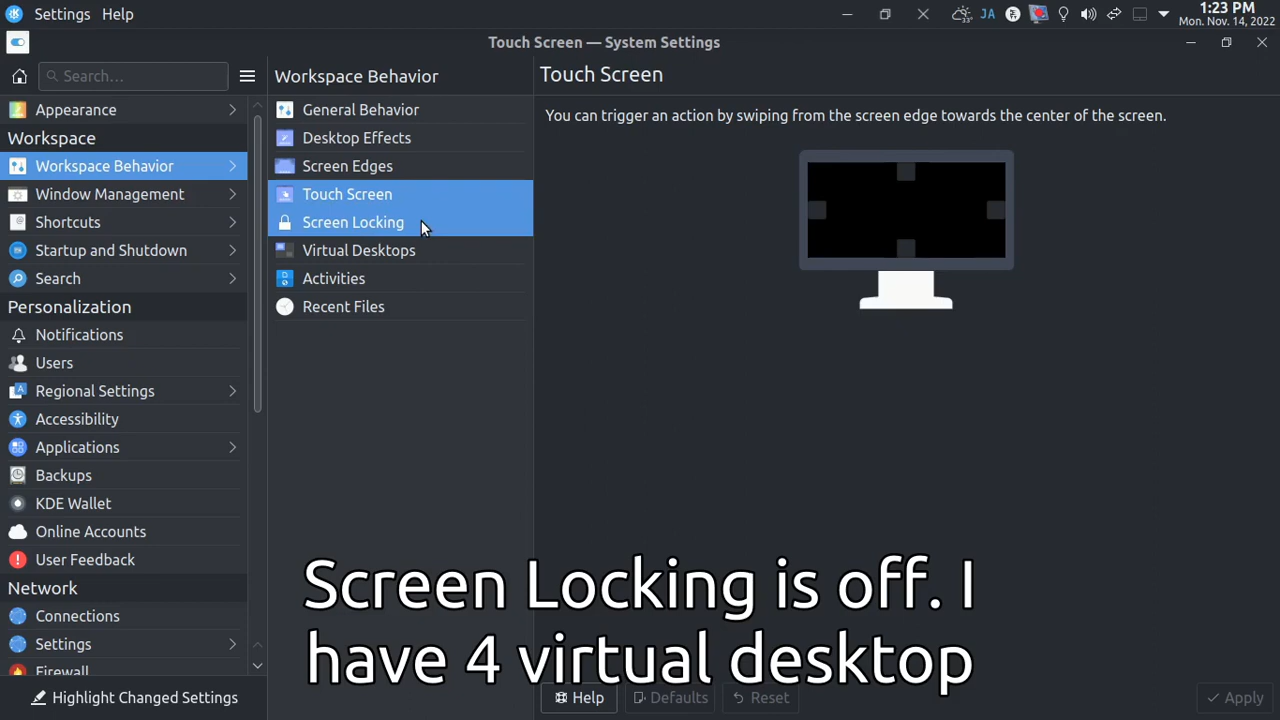 Settings Help
JA
1:23 PM
Mon. Nov. 14, 2022
Touch Screen — System Settings
Search...
Appearance
Workspace
Workspace Behavior
Window Management
Shortcuts
Startup and Shutdown
Search
Personalization
Notifications
Users
Regional Settings
Accessibility
Applications
Backups
KDE Wallet
Online Accounts
User Feedback
Network
Connections
Settings
Firewall
Highlight Changed Settings
Workspace Behavior
General Behavior
Desktop Effects
Screen Edges
Touch Screen
Screen Locking
Virtual Desktops
Activities
Recent Files
Touch Screen
You can trigger an action by swiping from the screen edge towards the center of the screen.
Screen Locking is off. I
have 4 virtual desktop
Help
Defaults
Reset
Apply